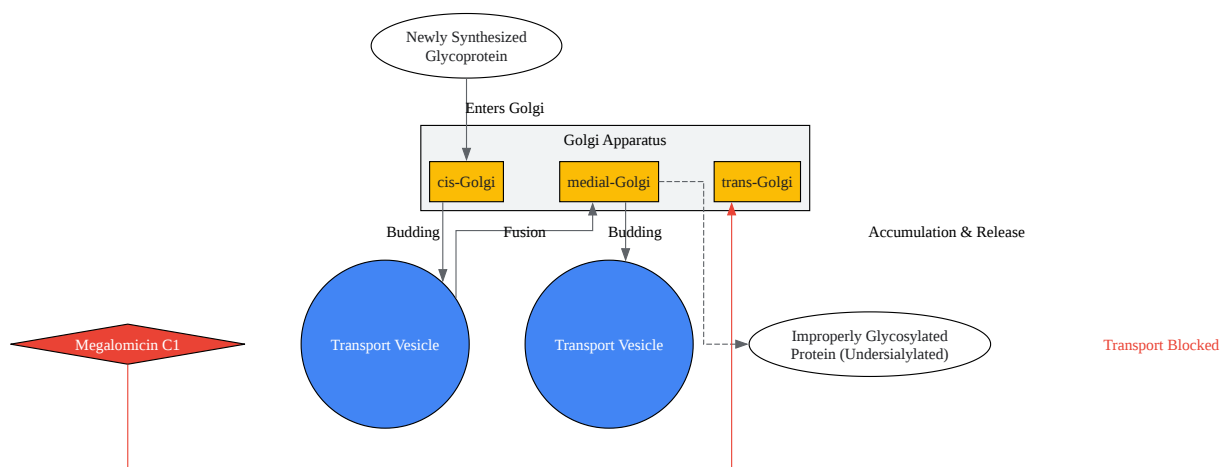 Newly Synthesized
Glycoprotein
Enters Golgi
Golgi Apparatus
cis-Golgi
medial-Golgi
trans-Golgi
Budding
Fusion
Budding
Accumulation & Release
Megalomicin C1
Transport Vesicle
Transport Vesicle
Improperly Glycosylated
Protein (Undersialylated)
Transport Blocked